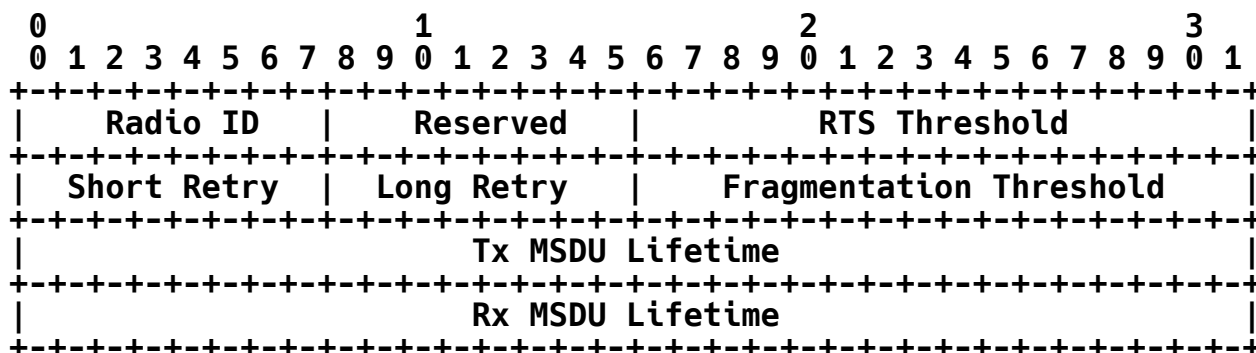 0                   1                   2                   3
 0 1 2 3 4 5 6 7 8 9 0 1 2 3 4 5 6 7 8 9 0 1 2 3 4 5 6 7 8 9 0 1
+-+-+-+-+-+-+-+-+-+-+-+-+-+-+-+-+-+-+-+-+-+-+-+-+-+-+-+-+-+-+-+-+
|    Radio ID   |    Reserved   |         RTS Threshold         |
+-+-+-+-+-+-+-+-+-+-+-+-+-+-+-+-+-+-+-+-+-+-+-+-+-+-+-+-+-+-+-+-+
|  Short Retry  |  Long Retry   |    Fragmentation Threshold    |
+-+-+-+-+-+-+-+-+-+-+-+-+-+-+-+-+-+-+-+-+-+-+-+-+-+-+-+-+-+-+-+-+
|                       Tx MSDU Lifetime                        |
+-+-+-+-+-+-+-+-+-+-+-+-+-+-+-+-+-+-+-+-+-+-+-+-+-+-+-+-+-+-+-+-+
|                       Rx MSDU Lifetime                        |
+-+-+-+-+-+-+-+-+-+-+-+-+-+-+-+-+-+-+-+-+-+-+-+-+-+-+-+-+-+-+-+-+